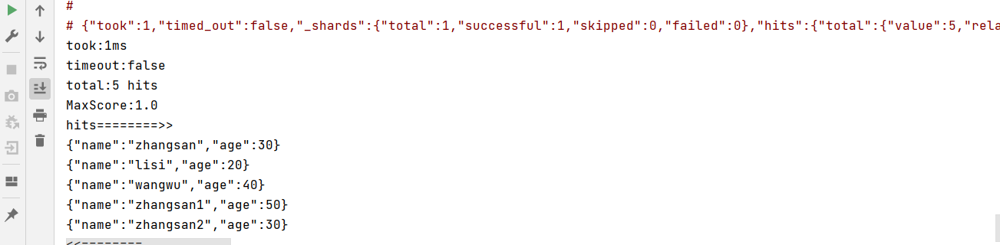 #
# {"took":1,"timed_out":false,"_shards":{"total":1,"successful":1,"skipped":0,"failed":0},"hits":{"total":{"value":5,"rela
took:1ms
timeout:false
total:5 hits
MaxScore:1.0
hits========>>
{"name":"zhangsan","age":30}
{"name":"lisi","age":20}
{"name":"wangwu","age":40}
{"name":"zhangsan1","age":50}
{"name":"zhangsan2","age":30}
<<========